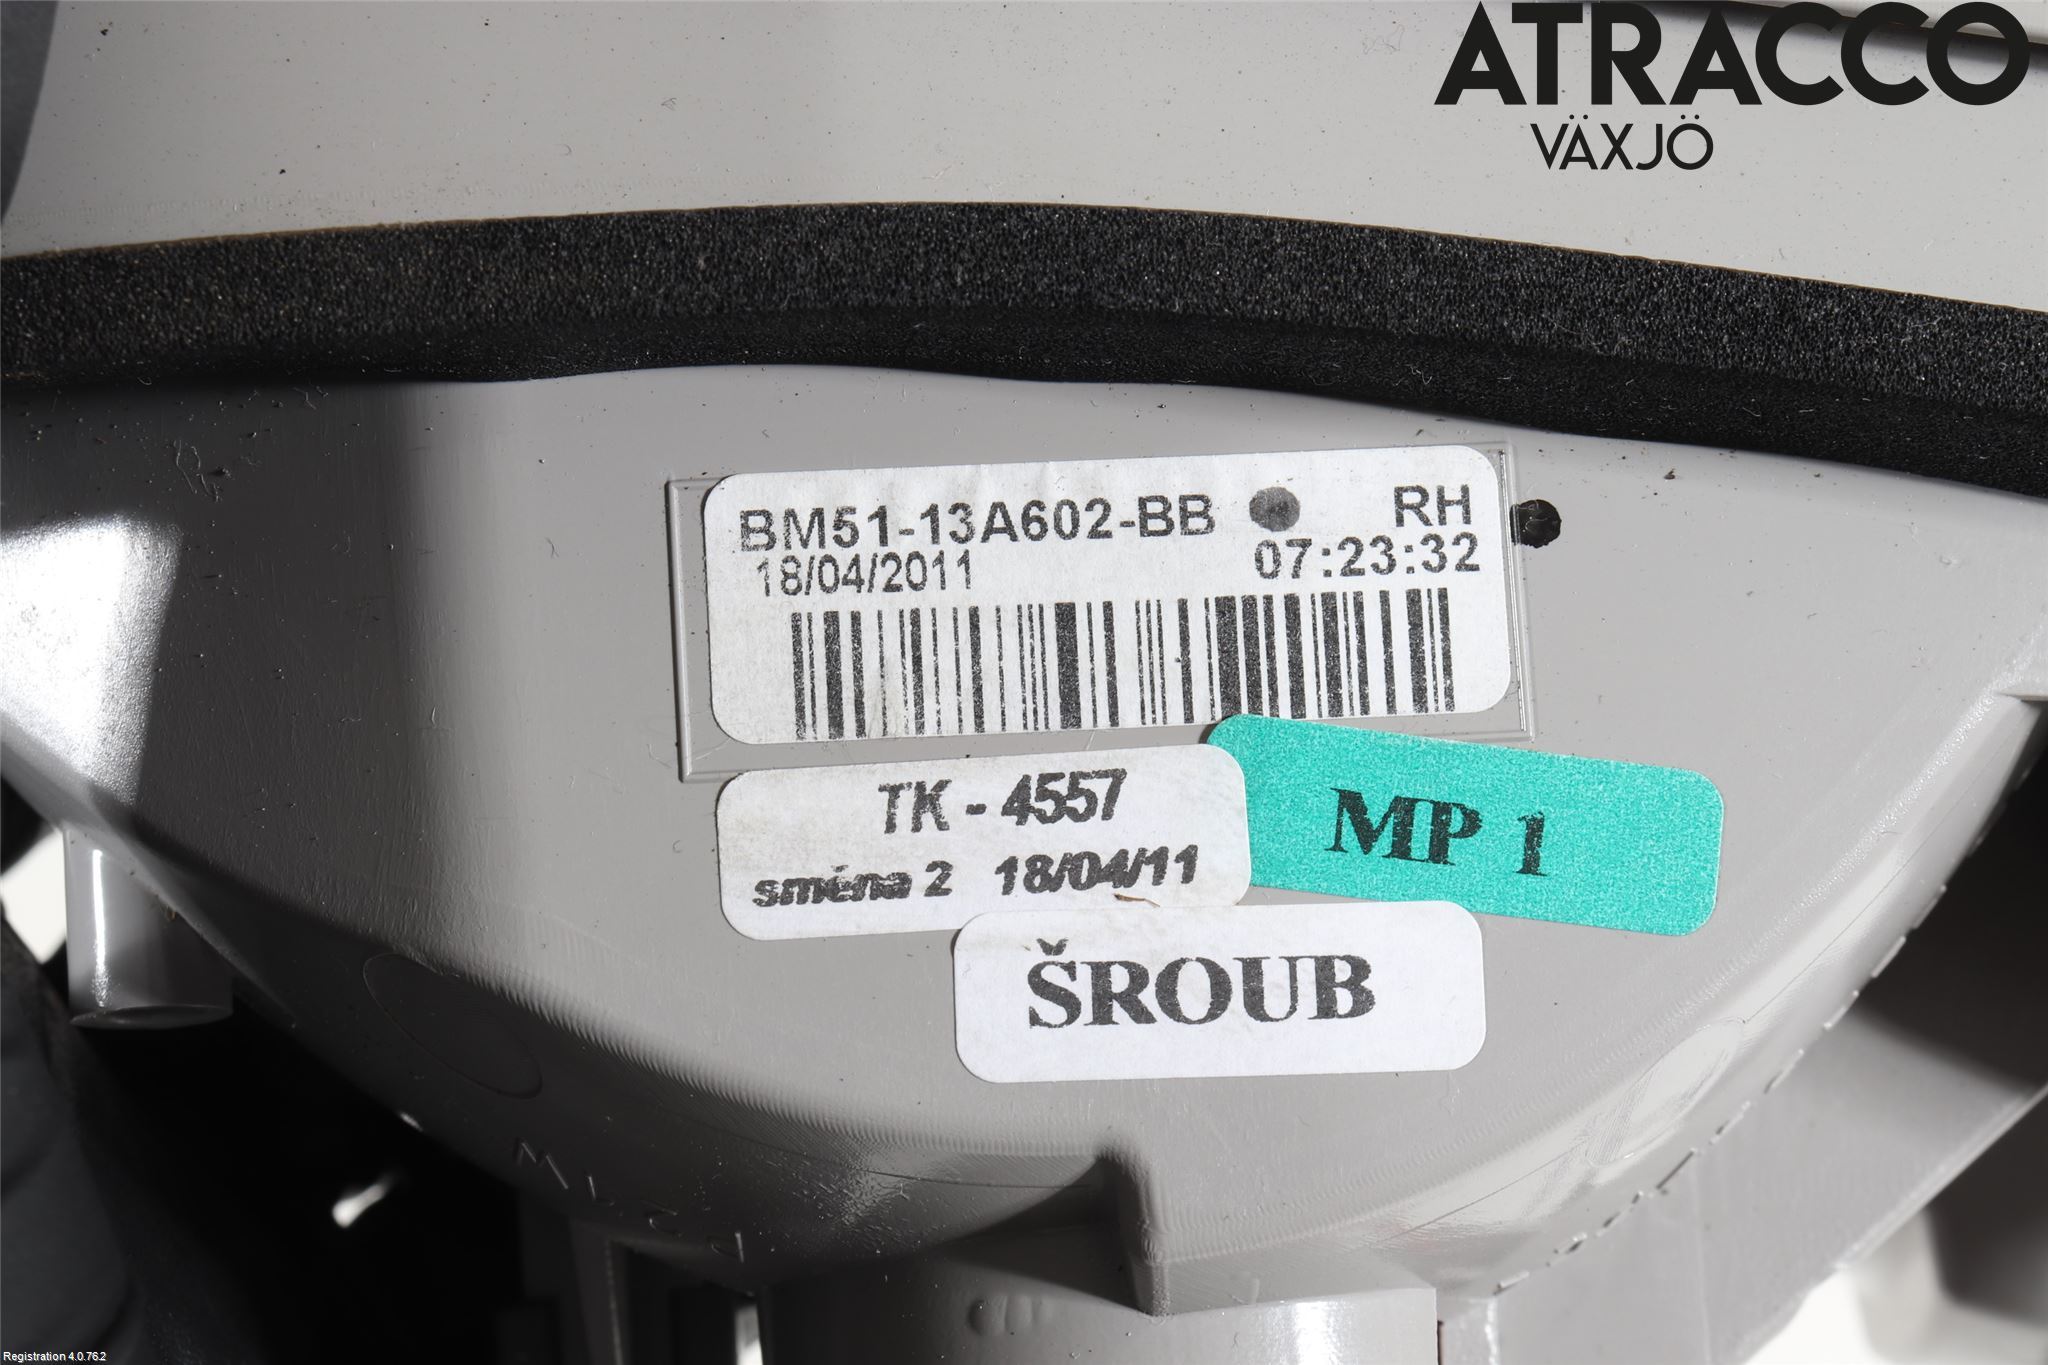 ATRACCO
VÄXJÖ
BM51-13A602-BB RH
18/04/2011 07:23:32
TK - 4557
směna 2 18/04/11
MP 1
ŠROUB
Registration 4.0.76.2